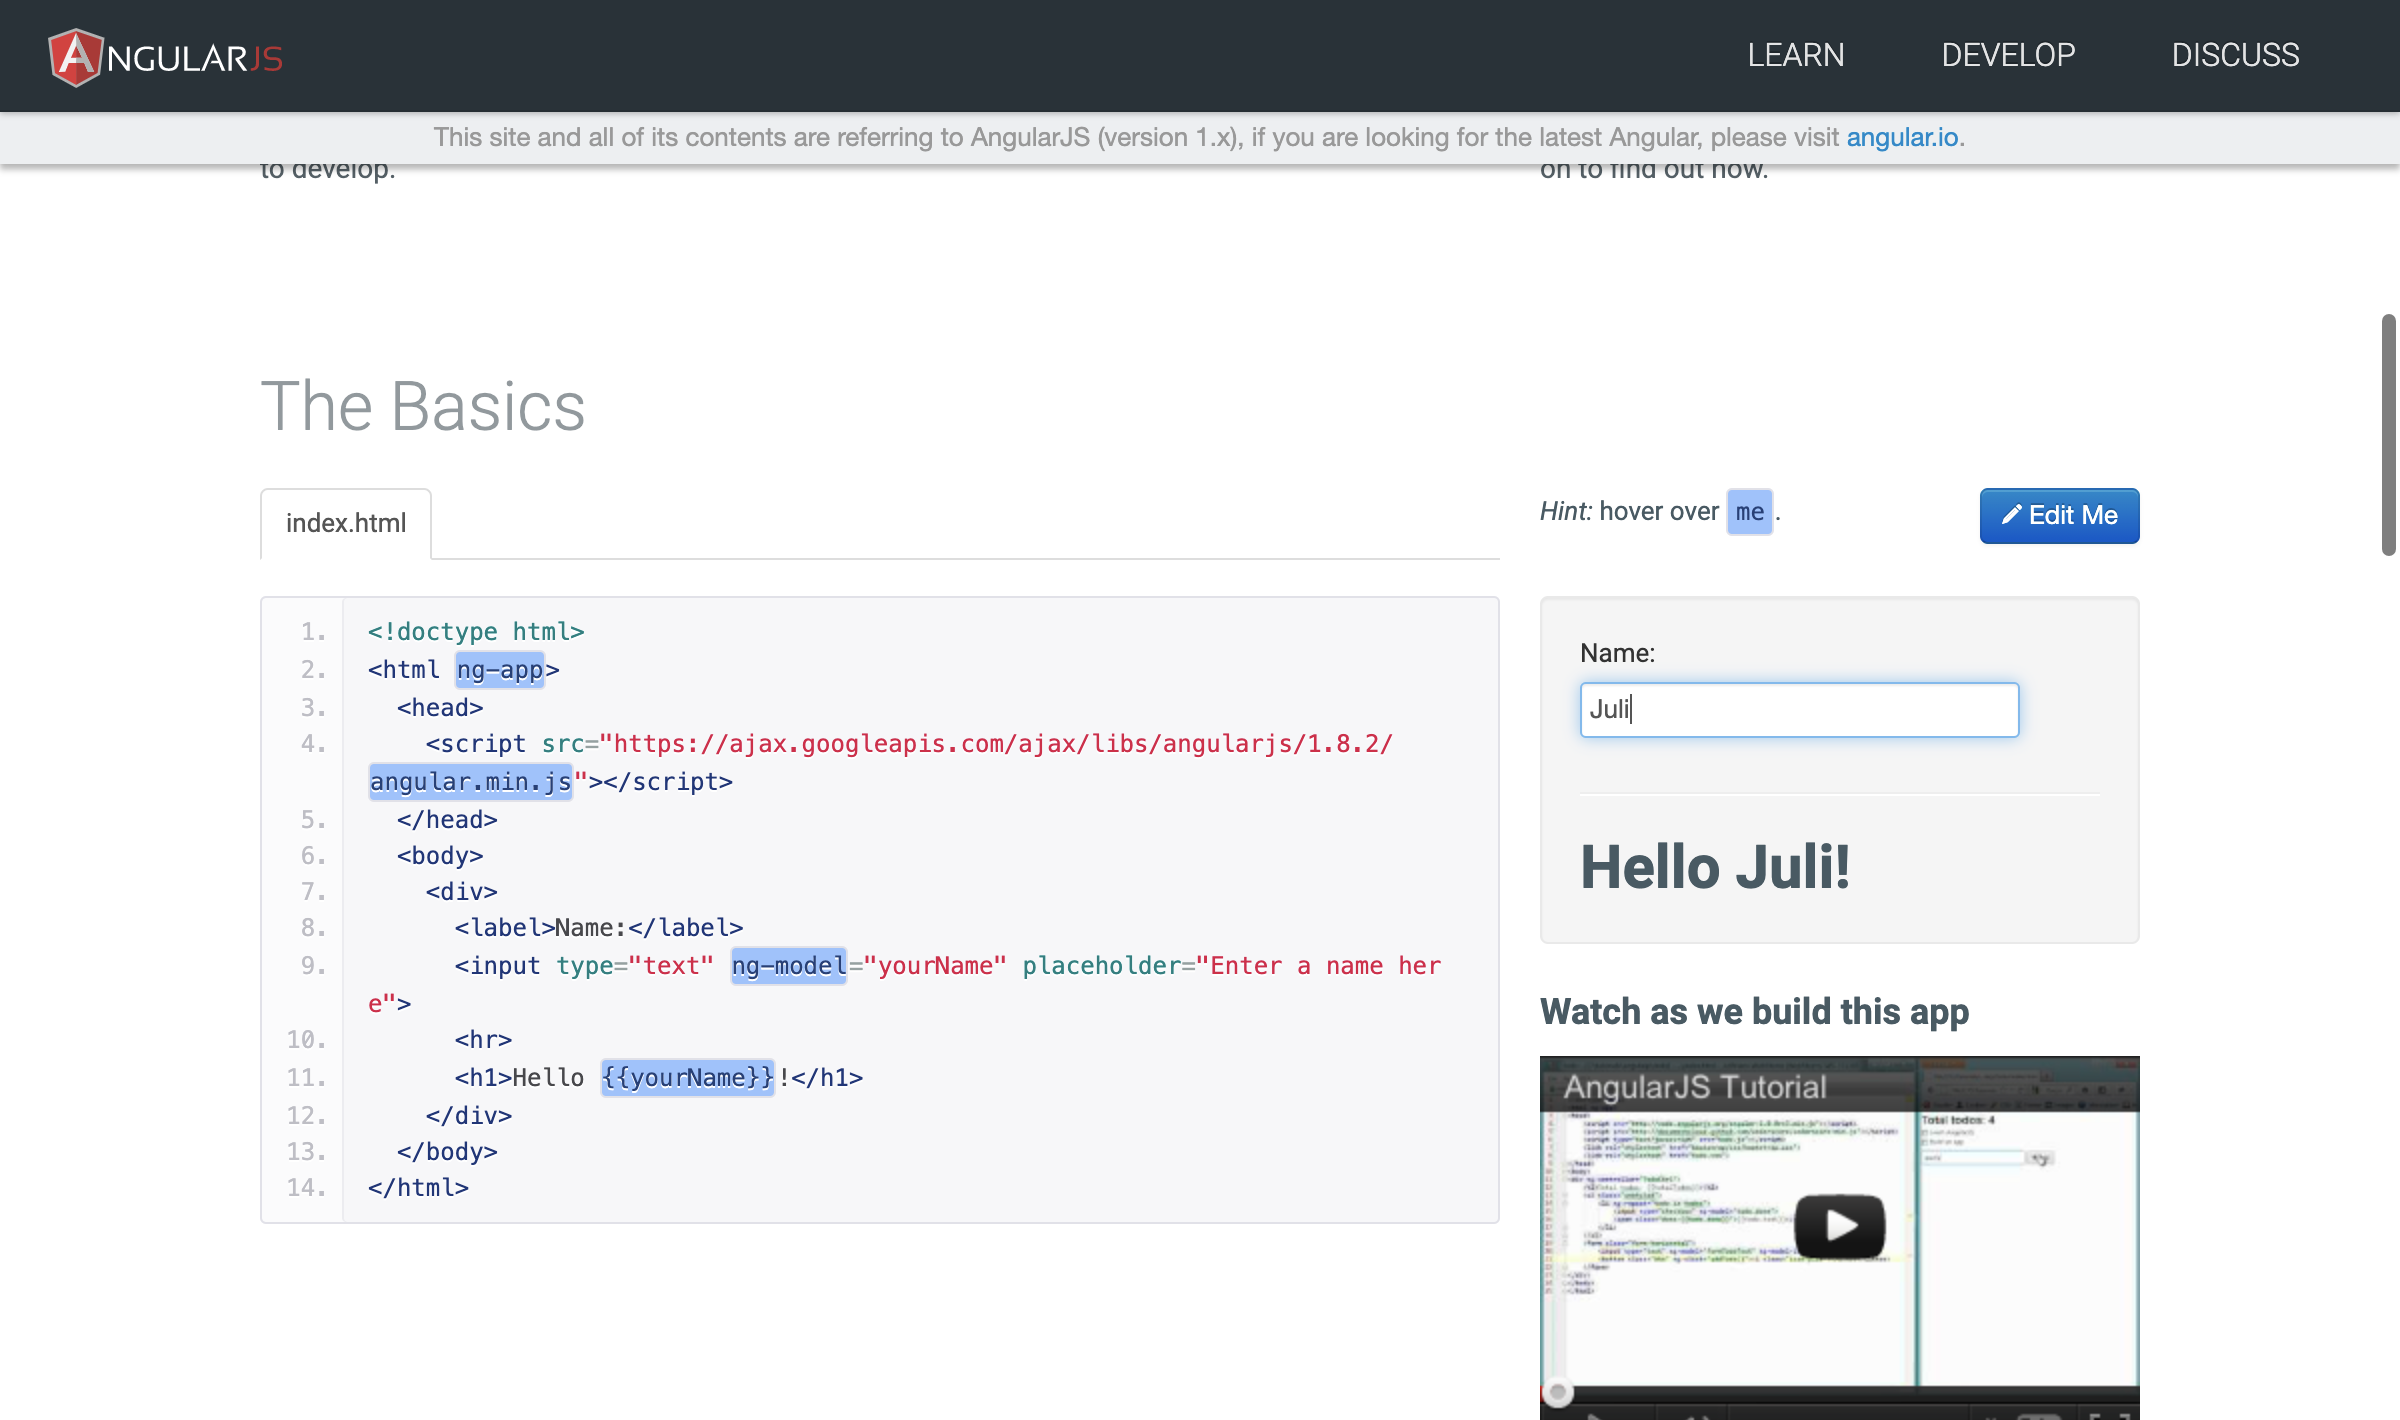 ANGULARJS
LEARN
DEVELOP
DISCUSS
This site and all of its contents are referring to AngularJS (version 1.x), if you are looking for the latest Angular, please visit angular.io.
to develop.
on to find out how.
The Basics
index.html
Hint: hover over me .
Edit Me
1. <!doctype html>
2. <html ng-app>
3. <head>
4. <script src="https://ajax.googleapis.com/ajax/libs/angularjs/1.8.2/
angular.min.js"></script>
5. </head>
6. <body>
7. <div>
8. <label>Name:</label>
9. <input type="text" ng-model="yourName" placeholder="Enter a name her
e">
10. <hr>
11. <h1>Hello {{yourName}}!</h1>
12. </div>
13. </body>
14. </html>
Name:
Juli
Hello Juli!
Watch as we build this app
AngularJS Tutorial
Total todos: 4